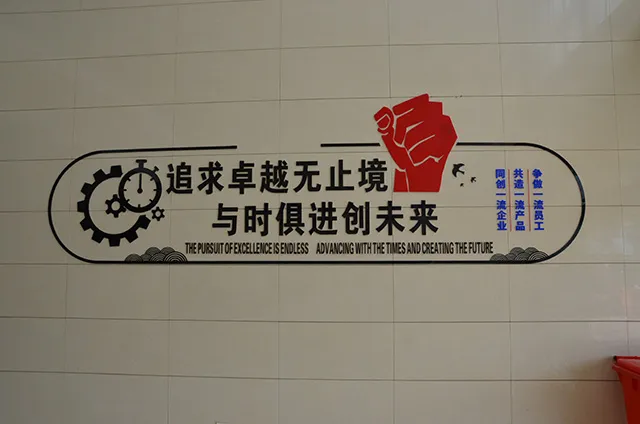 追求卓越无止境
与时俱进创未来
THE PURSUIT OF EXCELLENCE IS ENDLESS ADVANCING WITH THE TIMES AND CREATING THE FUTURE
争做一流员工
共造一流产品
同创一流企业